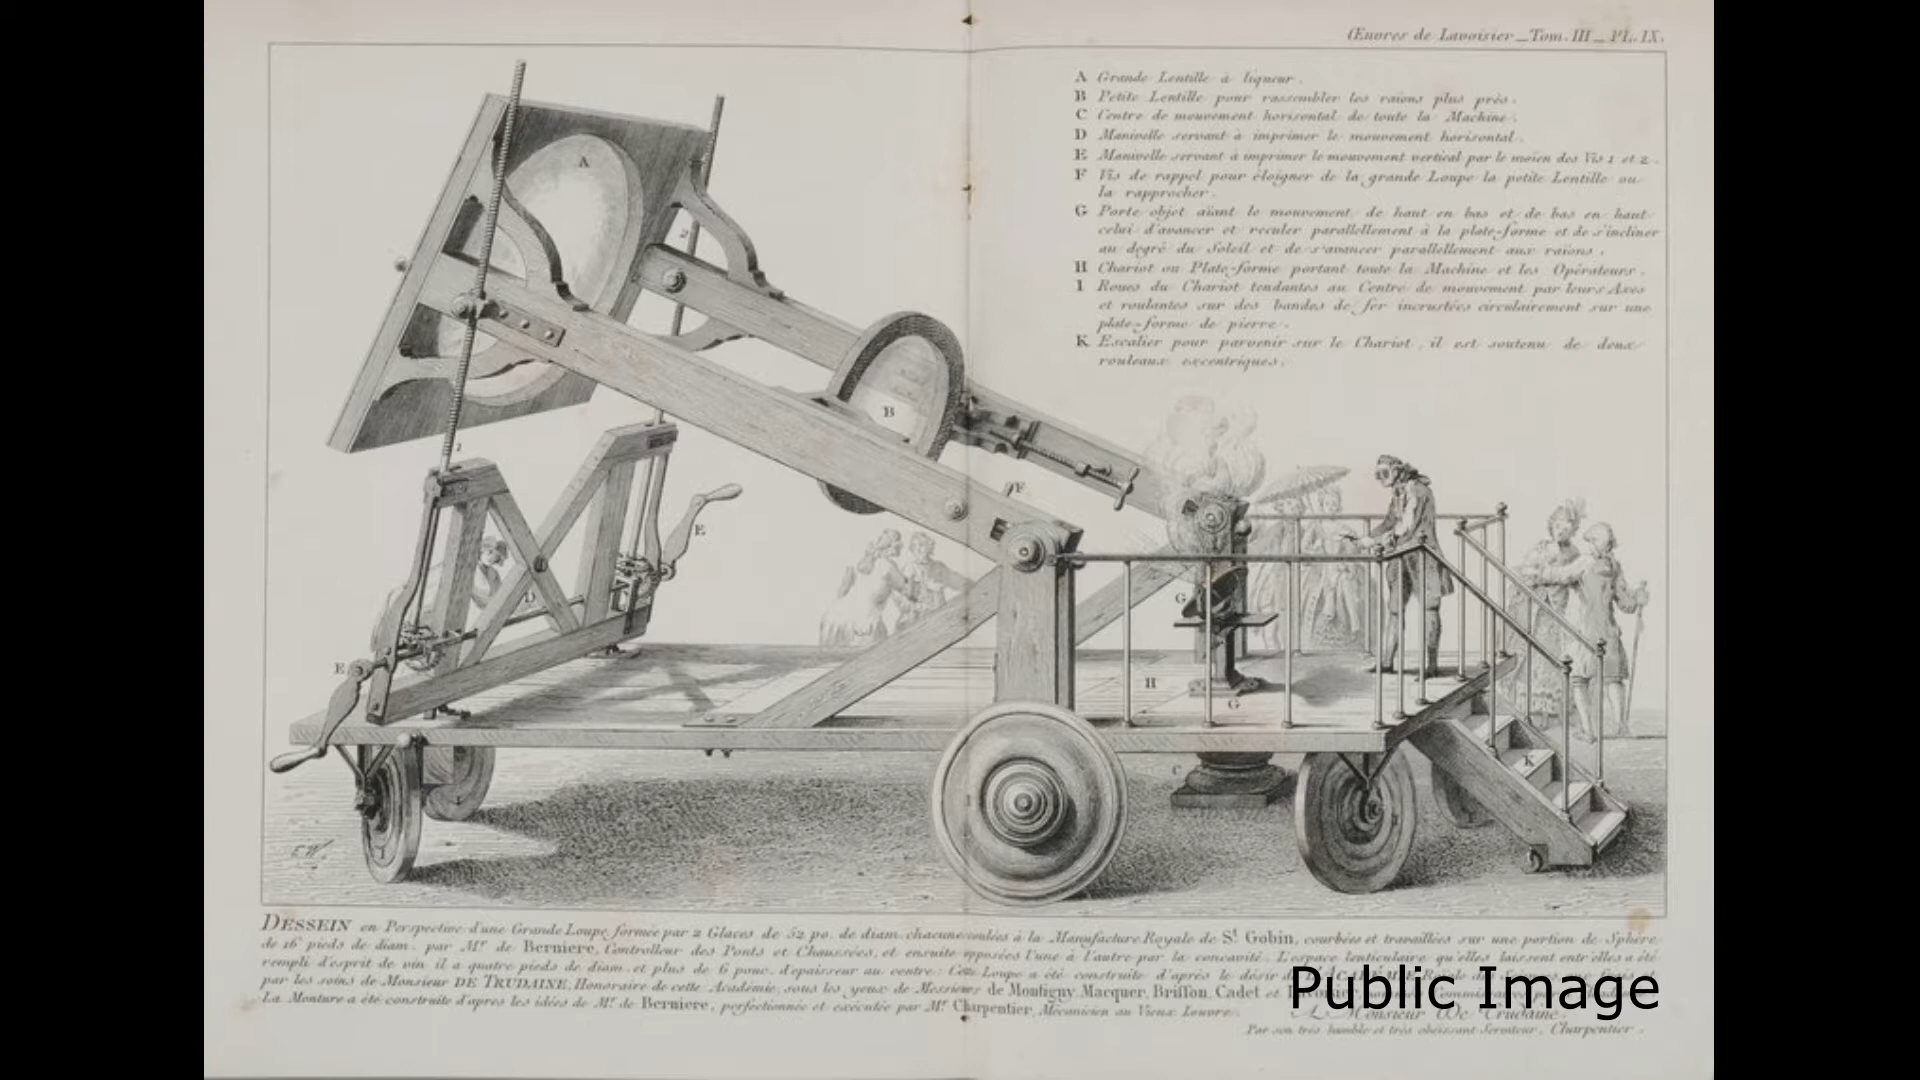 Œuvres de Lavoisier _ Tom. III _ PL. IX.
A Grande Lentille à liqueur.
B Petite Lentille pour rassembler les raïons plus près.
C Centre de mouvement horisontal de toute la Machine.
D Manivelle servant à imprimer le mouvement horisontal.
E Manivelle servant à imprimer le mouvement vertical par le moïen des Vis 1 et 2.
F Vis de rappel pour éloigner de la grande Loupe la petite Lentille ou
la rapprocher.
G Porte objet aïant le mouvement de haut en bas et de bas en haut
celui d'avancer et reculer parallellement à la plate-forme et de s'incliner
au degré du Soleil et de s'avancer parallellement aux raïons.
H Chariot ou Plate-forme portant toute la Machine et les Opérateurs.
I Roues du Chariot tendantes au Centre de mouvement par leurs Axes
et roulantes sur des bandes de fer incrustées circulairement sur une
plate-forme de pierre.
K Escalier pour parvenir sur le Chariot, il est soutenu de deux
rouleaux excentriques.
A
2
B
1
F
E
D
G
E
H
G
C
K
I
I
E.W.
DESSEIN en Perspective d'une Grande Loupe formée par 2 Glaces de 52 po. de diam. chacune coulées à la Manufacture Royale de St. Gobin, courbées et travaillées sur une portion de Sphère
de 16 pieds de diam. par Mr. de Berniere, Controlleur des Ponts et Chaussées, et ensuite opposées l'une à l'autre par la concavité. L'espace lenticulaire qu'elles laissent entr'elles a été
rempli d'esprit de vin il a quatre pieds de diam. et plus de 6 pouc. d'epaisseur au centre. Cette Loupe a été construite d'après le désir de l'ACADÉMIE
par les soins de Monsieur DE TRUDAINE, Honoraire de cette Académie, sous les yeux de Messieurs de Montigny, Macquer, Brisson, Cadet et Lavoisier
La Monture a été construite d'apres les idées de Mr. de Berniere, perfectionnée et exécutée par Mr. Charpentier, Mécanicien au Vieux Louvre.
Public Image
A Monsieur De Trudaine.
Par son très humble et très obéissant Serviteur, Charpentier.